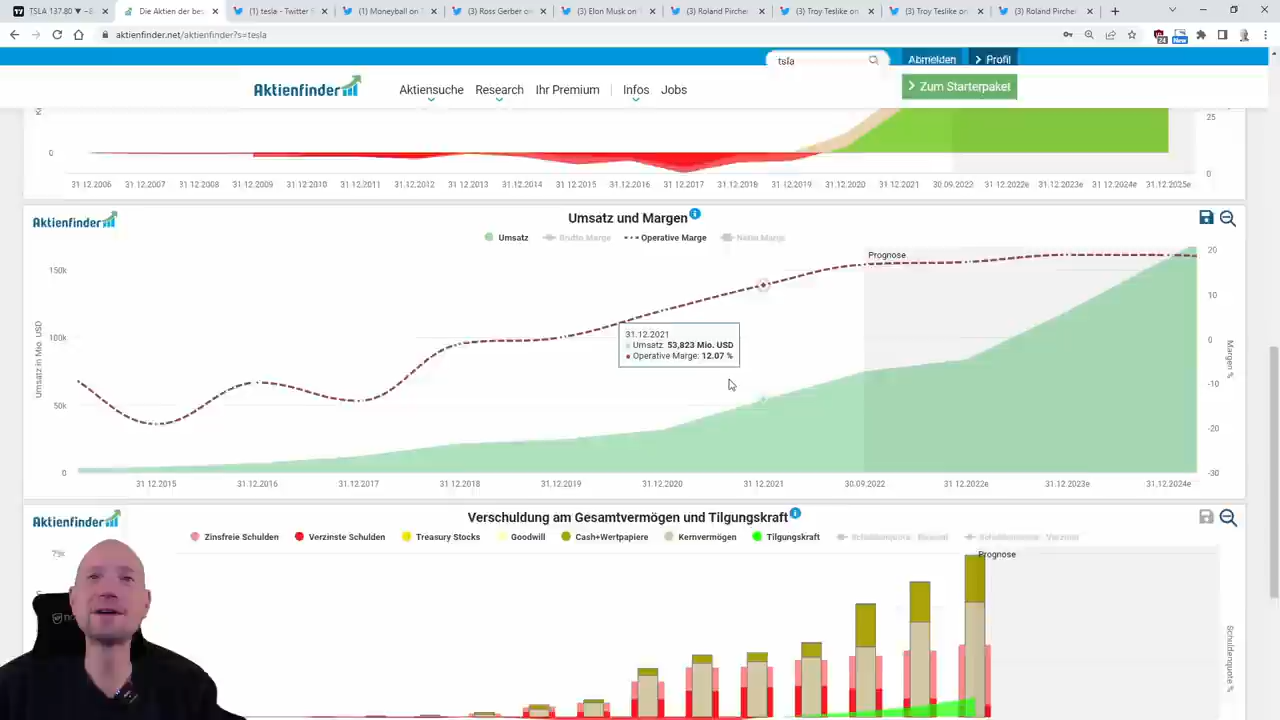 TSLA 137.80 ▼ −8
Die Aktien der bes
(1) tesla - Twitter S
(1) Moneyball on T
(3) Ross Gerber on
(3) Elon Musk on
(3) Roland Pircher
(3) Troy Teslike on
(3) Troy Teslike on
(3) Roland Pircher
aktienfinder.net/aktienfinder?s=tesla
24
New
tsla
Abmelden
Profil
Aktienfinder
Aktiensuche
Research
Ihr Premium
Infos
Jobs
Zum Starterpaket
25
0
0
31.12.2006 31.12.2007 31.12.2008 31.12.2009 31.12.2010 31.12.2011 31.12.2012 31.12.2013 31.12.2014 31.12.2015 31.12.2016 31.12.2017 31.12.2018 31.12.2019 31.12.2020 31.12.2021 30.09.2022 31.12.2022e 31.12.2023e 31.12.2024e 31.12.2025e
Aktienfinder
Umsatz und Margen
Umsatz
Brutto Marge
Operative Marge
Netto Marge
Prognose
150k
100k
50k
0
Umsatz in Mio. USD
20
10
0
-10
-20
-30
Margen %
31.12.2021
Umsatz: 53,823 Mio. USD
Operative Marge: 12.07 %
31.12.2015 31.12.2016 31.12.2017 31.12.2018 31.12.2019 31.12.2020 31.12.2021 30.09.2022 31.12.2022e 31.12.2023e 31.12.2024e
Aktienfinder
Verschuldung am Gesamtvermögen und Tilgungskraft
Zinsfreie Schulden
Verzinste Schulden
Treasury Stocks
Goodwill
Cash+Wertpapiere
Kernvermögen
Tilgungskraft
Prognose
75k
Schuldenquote %